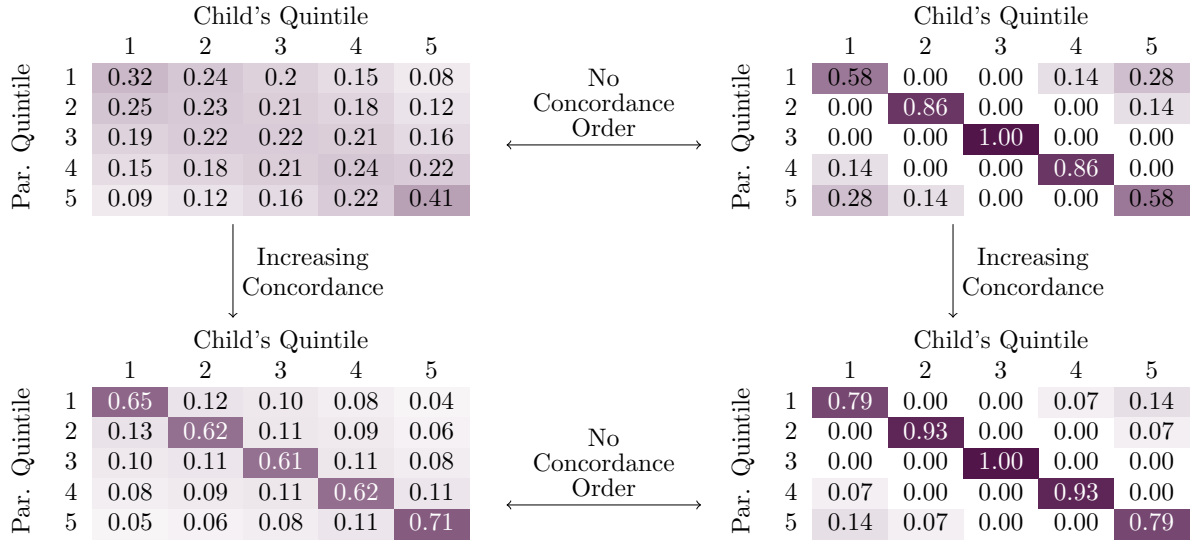 Child's Quintile
1 2 3 4 5
Par. Quintile
1 0.32 0.24 0.2 0.15 0.08
2 0.25 0.23 0.21 0.18 0.12
3 0.19 0.22 0.22 0.21 0.16
4 0.15 0.18 0.21 0.24 0.22
5 0.09 0.12 0.16 0.22 0.41
No
Concordance
Order
Child's Quintile
1 2 3 4 5
Par. Quintile
1 0.58 0.00 0.00 0.14 0.28
2 0.00 0.86 0.00 0.00 0.14
3 0.00 0.00 1.00 0.00 0.00
4 0.14 0.00 0.00 0.86 0.00
5 0.28 0.14 0.00 0.00 0.58
Increasing
Concordance
Increasing
Concordance
Child's Quintile
1 2 3 4 5
Par. Quintile
1 0.65 0.12 0.10 0.08 0.04
2 0.13 0.62 0.11 0.09 0.06
3 0.10 0.11 0.61 0.11 0.08
4 0.08 0.09 0.11 0.62 0.11
5 0.05 0.06 0.08 0.11 0.71
No
Concordance
Order
Child's Quintile
1 2 3 4 5
Par. Quintile
1 0.79 0.00 0.00 0.07 0.14
2 0.00 0.93 0.00 0.00 0.07
3 0.00 0.00 1.00 0.00 0.00
4 0.07 0.00 0.00 0.93 0.00
5 0.14 0.07 0.00 0.00 0.79